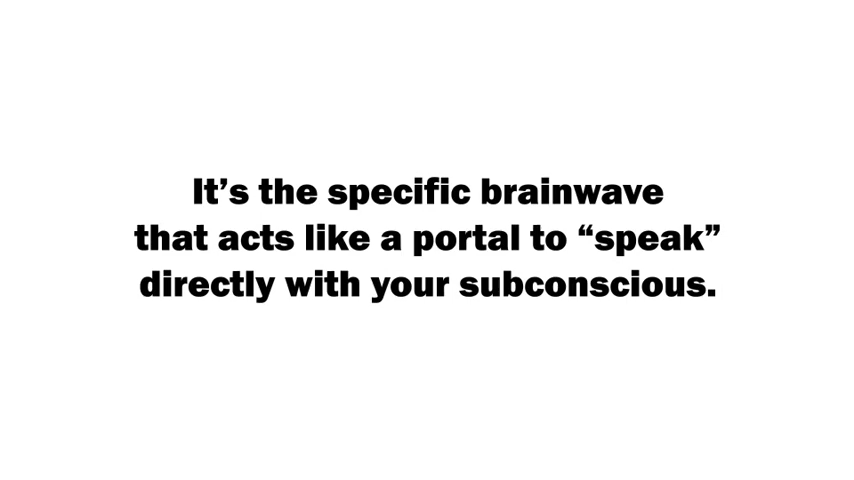 It’s the specific brainwave
that acts like a portal to “speak”
directly with your subconscious.